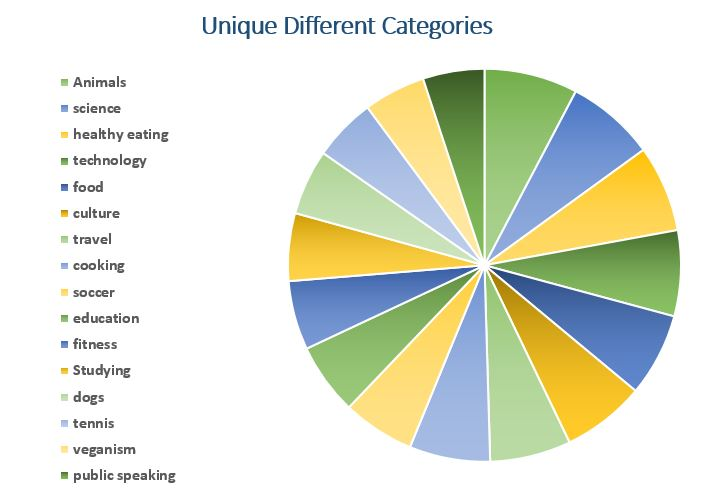 Unique Different Categories
Animals
science
healthy eating
technology
food
culture
travel
cooking
soccer
education
fitness
Studying
dogs
tennis
veganism
public speaking